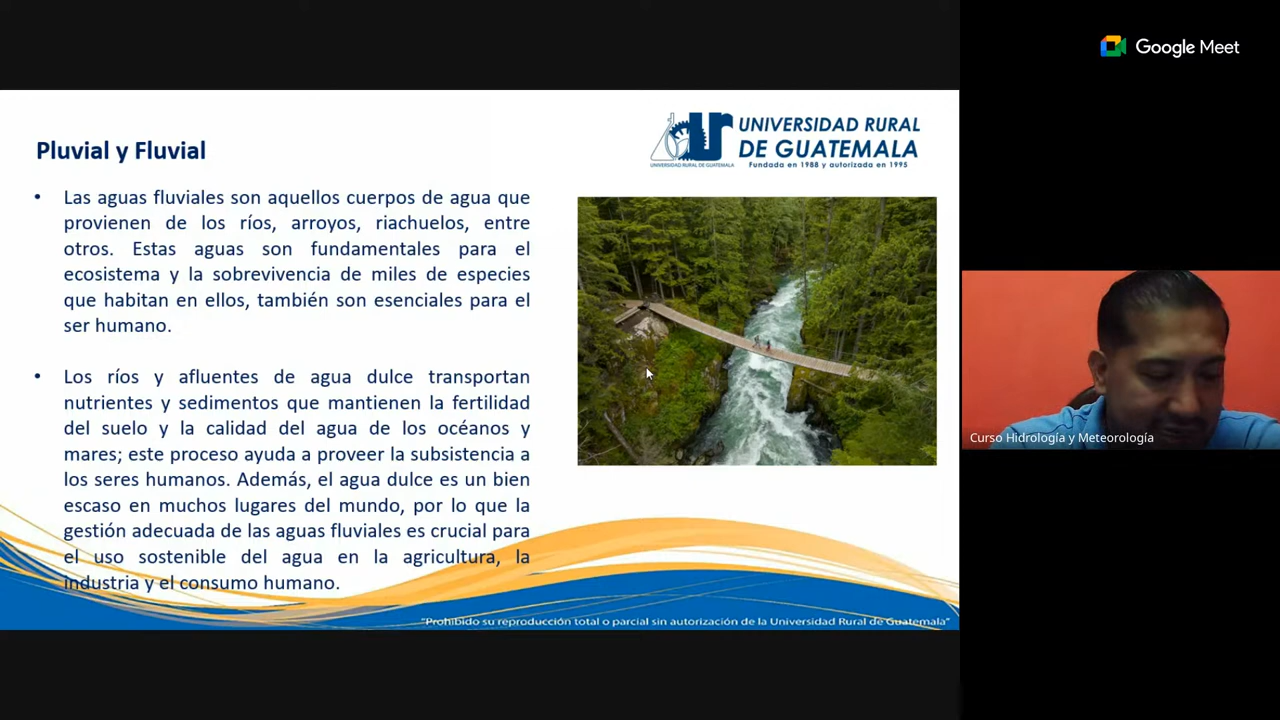 Google Meet
UNIVERSIDAD RURAL
DE GUATEMALA
Fundada en 1988 y autorizada en 1995
UNIVERSIDAD RURAL DE GUATEMALA
Pluvial y Fluvial
• Las aguas fluviales son aquellos cuerpos de agua que
provienen de los ríos, arroyos, riachuelos, entre
otros. Estas aguas son fundamentales para el
ecosistema y la sobrevivencia de miles de especies
que habitan en ellos, también son esenciales para el
ser humano.
• Los ríos y afluentes de agua dulce transportan
nutrientes y sedimentos que mantienen la fertilidad
del suelo y la calidad del agua de los océanos y
mares; este proceso ayuda a proveer la subsistencia a
los seres humanos. Además, el agua dulce es un bien
escaso en muchos lugares del mundo, por lo que la
gestión adecuada de las aguas fluviales es crucial para
el uso sostenible del agua en la agricultura, la
industria y el consumo humano.
"Prohibido su reproducción total o parcial sin autorización de la Universidad Rural de Guatemala"
Curso Hidrología y Meteorología